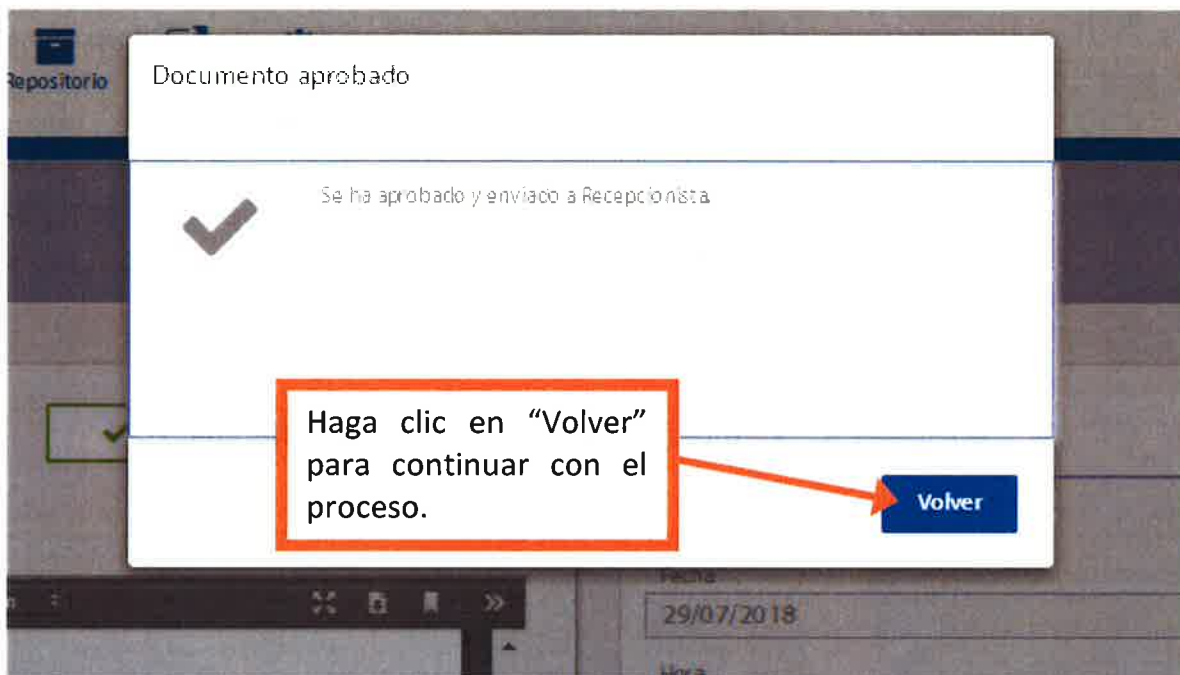 Repositorio
Documento aprobado
Se ha aprobado y enviado a Recepcionista.
Haga clic en “Volver”
para continuar con el
proceso.
Volver
Fecha
29/07/2018
Hora